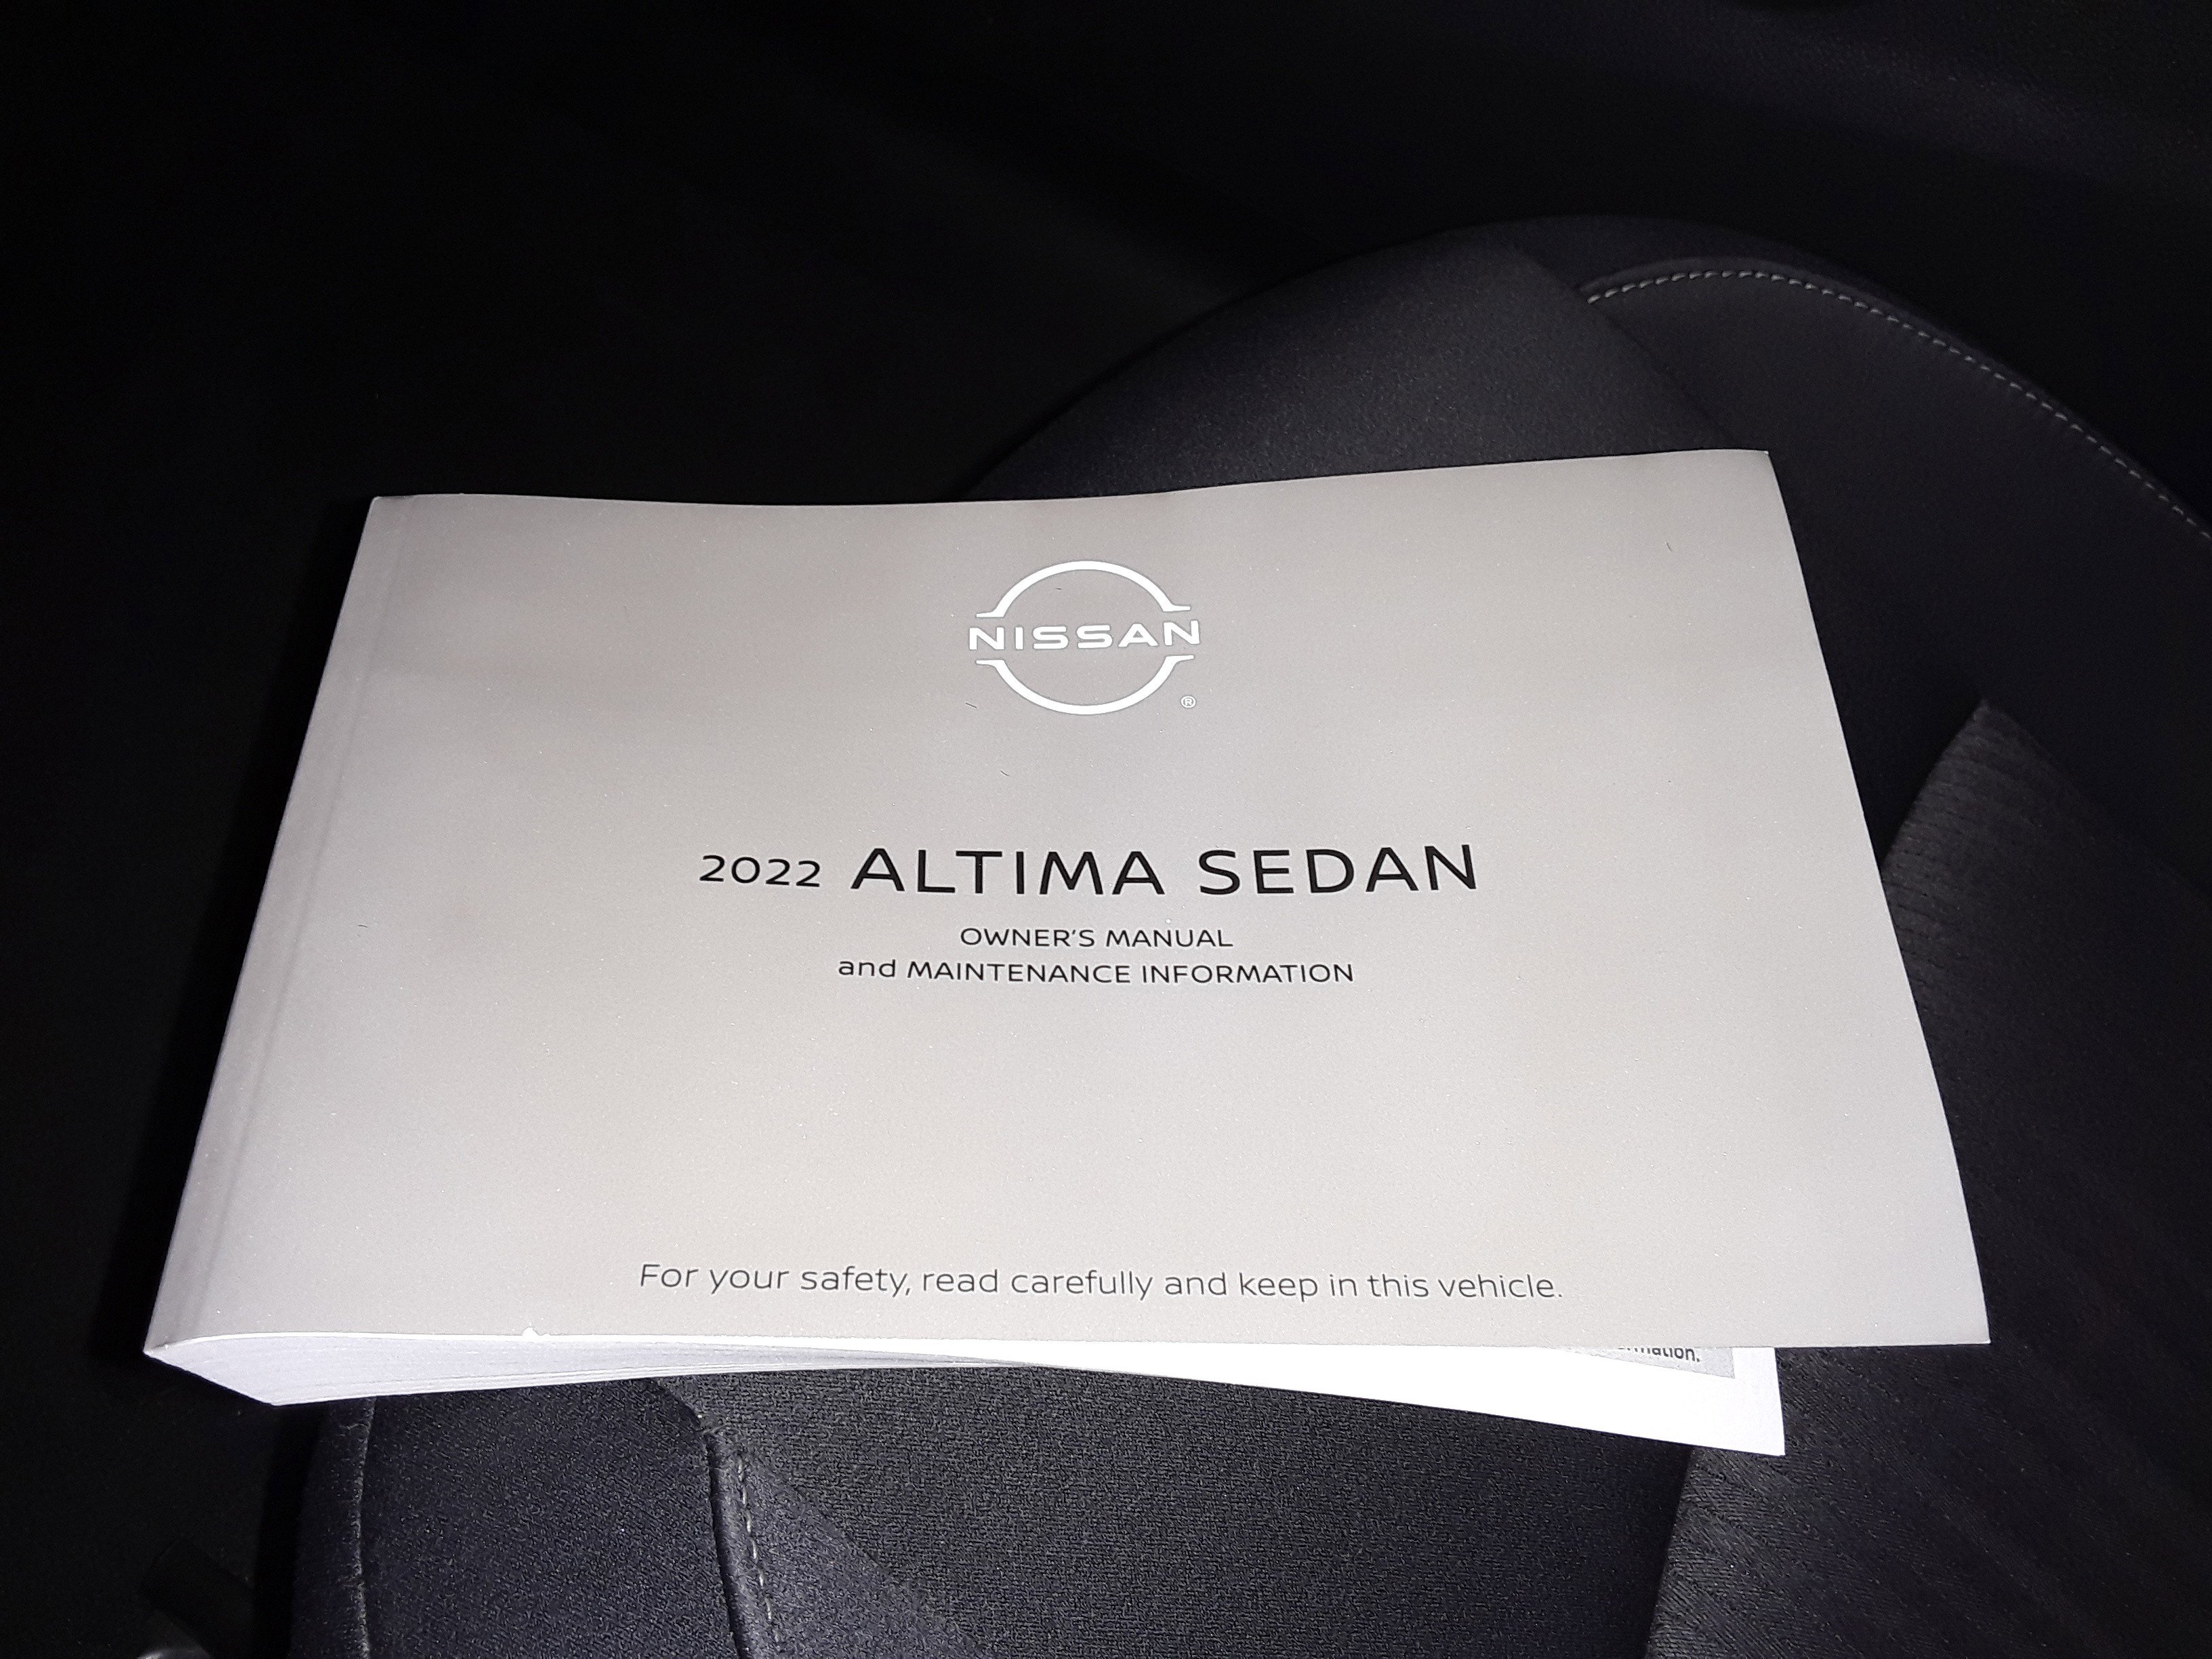 NISSAN
®
2022 ALTIMA SEDAN
OWNER'S MANUAL
and MAINTENANCE INFORMATION
For your safety, read carefully and keep in this vehicle.